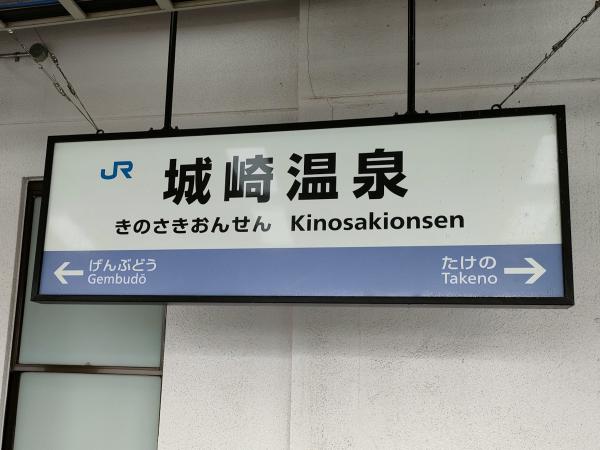 JR 城崎温泉
きのさきおんせん Kinosakionsen
← げんぶどう たけの →
Gembudō Takeno